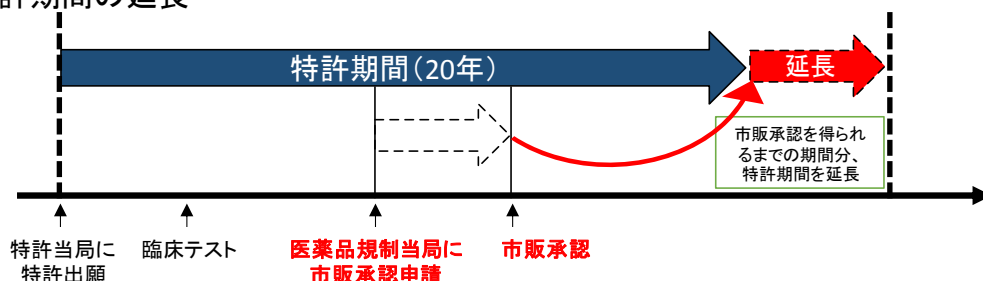 許期間の延長
特許期間（20年）
延長
市販承認を得られ
るまでの期間分、
特許期間を延長
特許当局に
特許出願
臨床テスト
医薬品規制当局に
市販承認申請
市販承認